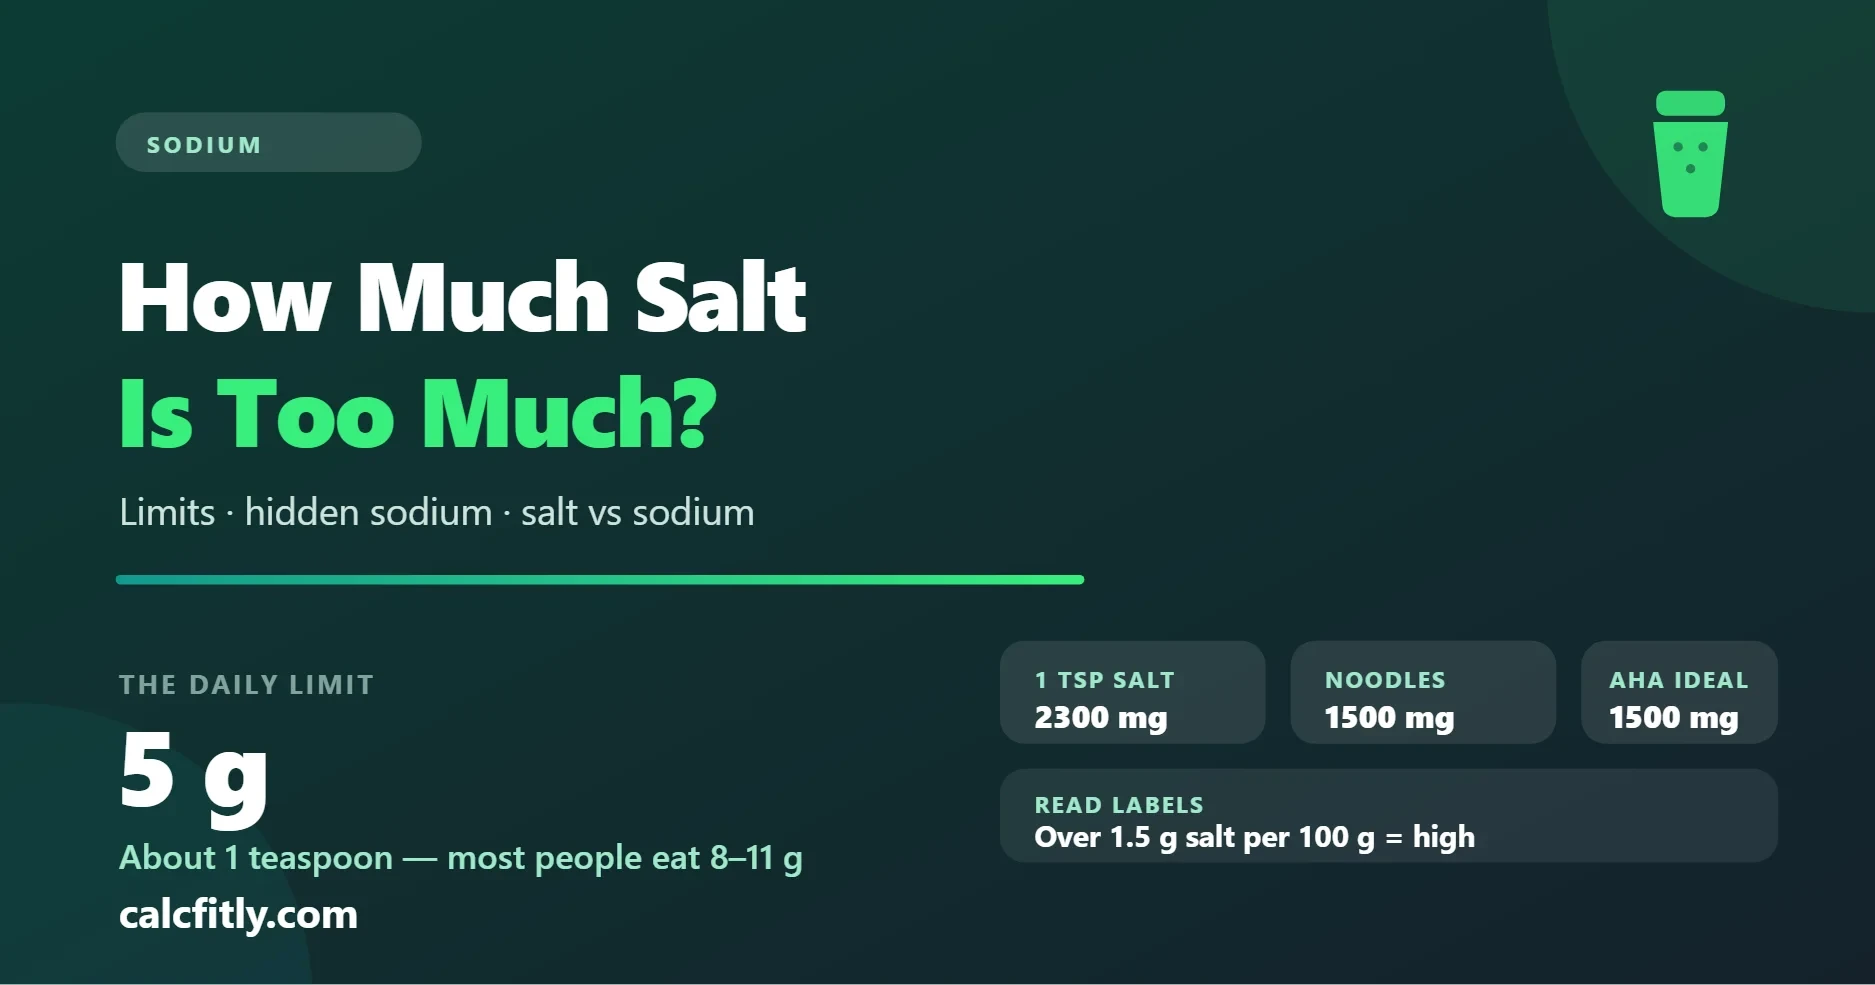 SODIUM
How Much Salt
Is Too Much?
Limits · hidden sodium · salt vs sodium
THE DAILY LIMIT
5 g
About 1 teaspoon — most people eat 8–11 g
calcfitly.com
1 TSP SALT
2300 mg
NOODLES
1500 mg
AHA IDEAL
1500 mg
READ LABELS
Over 1.5 g salt per 100 g = high